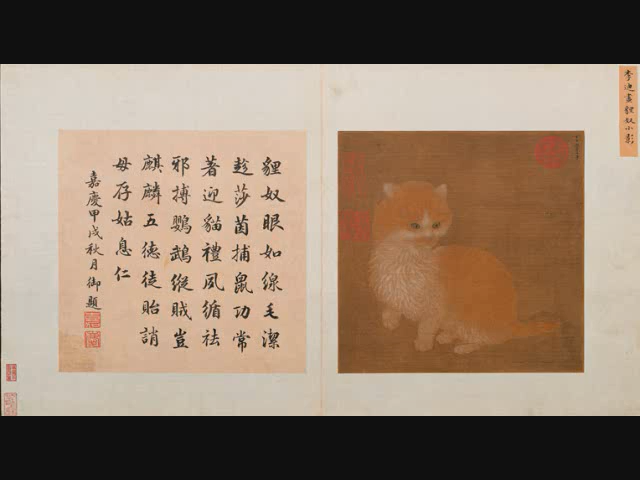 李迪畫貍奴小影
貍奴眼如線毛潔
趁莎茵捕鼠功常
著迎貓禮夙循祛
邪搏鸚鵡縱賊豈
麒麟五德徒貽誚
毋存姑息仁
嘉慶甲戌秋月御題